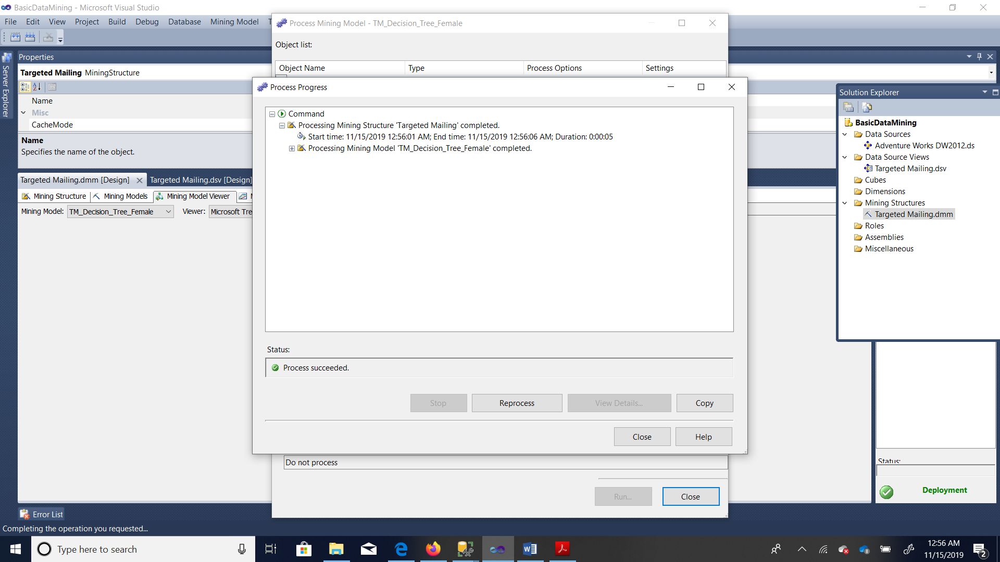 BasicDataMining - Microsoft Visual Studio
File Edit View Project Build Debug Database Mining Model
Server Explorer
Properties
Targeted Mailing MiningStructure
Name
Misc
CacheMode
Name
Specifies the name of the object.
Targeted Mailing.dmm [Design]
Targeted Mailing.dsv [Design]
Mining Structure
Mining Models
Mining Model Viewer
Mining Model: TM_Decision_Tree_Female
Viewer: Microsoft Tre
Process Mining Model - TM_Decision_Tree_Female
Object list:
Object Name Type Process Options Settings
Process Progress
Command
Processing Mining Structure 'Targeted Mailing' completed.
Start time: 11/15/2019 12:56:01 AM; End time: 11/15/2019 12:56:06 AM; Duration: 0:00:05
Processing Mining Model 'TM_Decision_Tree_Female' completed.
Status:
Process succeeded.
Stop
Reprocess
View Details...
Copy
Close
Help
Do not process
Run...
Close
Solution Explorer
BasicDataMining
Data Sources
Adventure Works DW2012.ds
Data Source Views
Targeted Mailing.dsv
Cubes
Dimensions
Mining Structures
Targeted Mailing.dmm
Roles
Assemblies
Miscellaneous
Status:
Deployment
Error List
Completing the operation you requested...
Type here to search
12:56 AM
11/15/2019
2